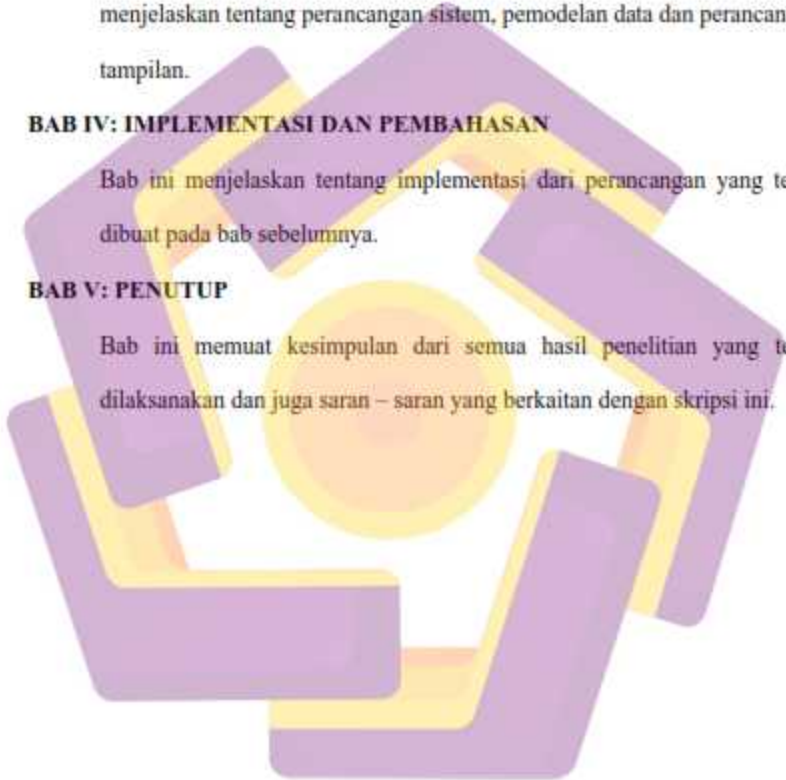 menjelaskan tentang perancangan sistem, pemodelan data dan perancan
tampilan.
BAB IV: IMPLEMENTASI DAN PEMBAHASAN
Bab ini menjelaskan tentang implementasi dari perancangan yang te
dibuat pada bab sebelumnya.
BAB V: PENUTUP
Bab ini memuat kesimpulan dari semua hasil penelitian yang te
dilaksanakan dan juga saran – saran yang berkaitan dengan skripsi ini.